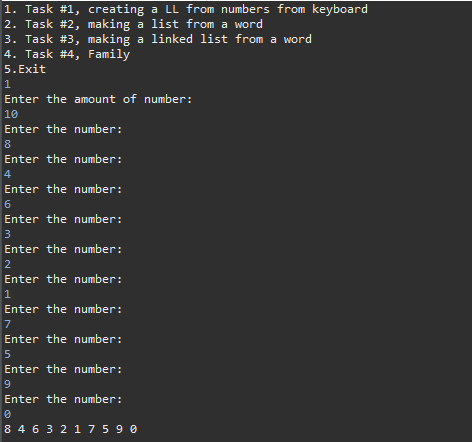 1. Task #1, creating a LL from numbers from keyboard
2. Task #2, making a list from a word
3. Task #3, making a linked list from a word
4. Task #4, Family
5.Exit
1
Enter the amount of number:
10
Enter the number:
8
Enter the number:
4
Enter the number:
6
Enter the number:
3
Enter the number:
2
Enter the number:
1
Enter the number:
7
Enter the number:
5
Enter the number:
9
Enter the number:
0
8 4 6 3 2 1 7 5 9 0